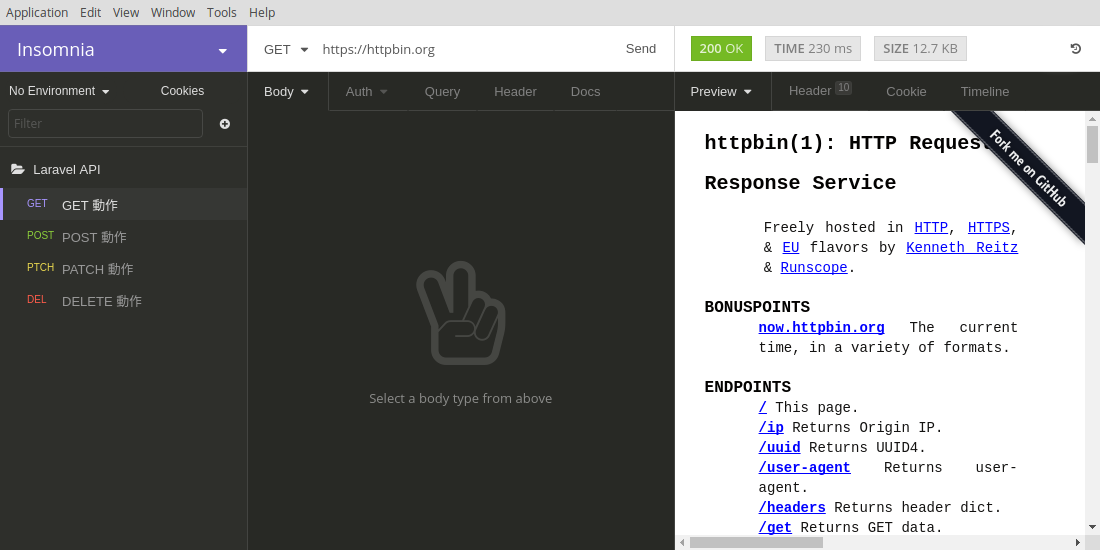 Application Edit View Window Tools Help
Insomnia
GET https://httpbin.org Send
200 OK TIME 230 ms SIZE 12.7 KB
No Environment Cookies
Body Auth Query Header Docs
Preview Header 10 Cookie Timeline
Filter
Laravel API
GET GET 動作
POST POST 動作
PTCH PATCH 動作
DEL DELETE 動作
Select a body type from above
Fork me on GitHub
httpbin(1): HTTP Request
Response Service
Freely hosted in HTTP, HTTPS,
& EU flavors by Kenneth Reitz
& Runscope.
BONUSPOINTS
now.httpbin.org The current
time, in a variety of formats.
ENDPOINTS
/ This page.
/ip Returns Origin IP.
/uuid Returns UUID4.
/user-agent Returns user-
agent.
/headers Returns header dict.
/get Returns GET data.